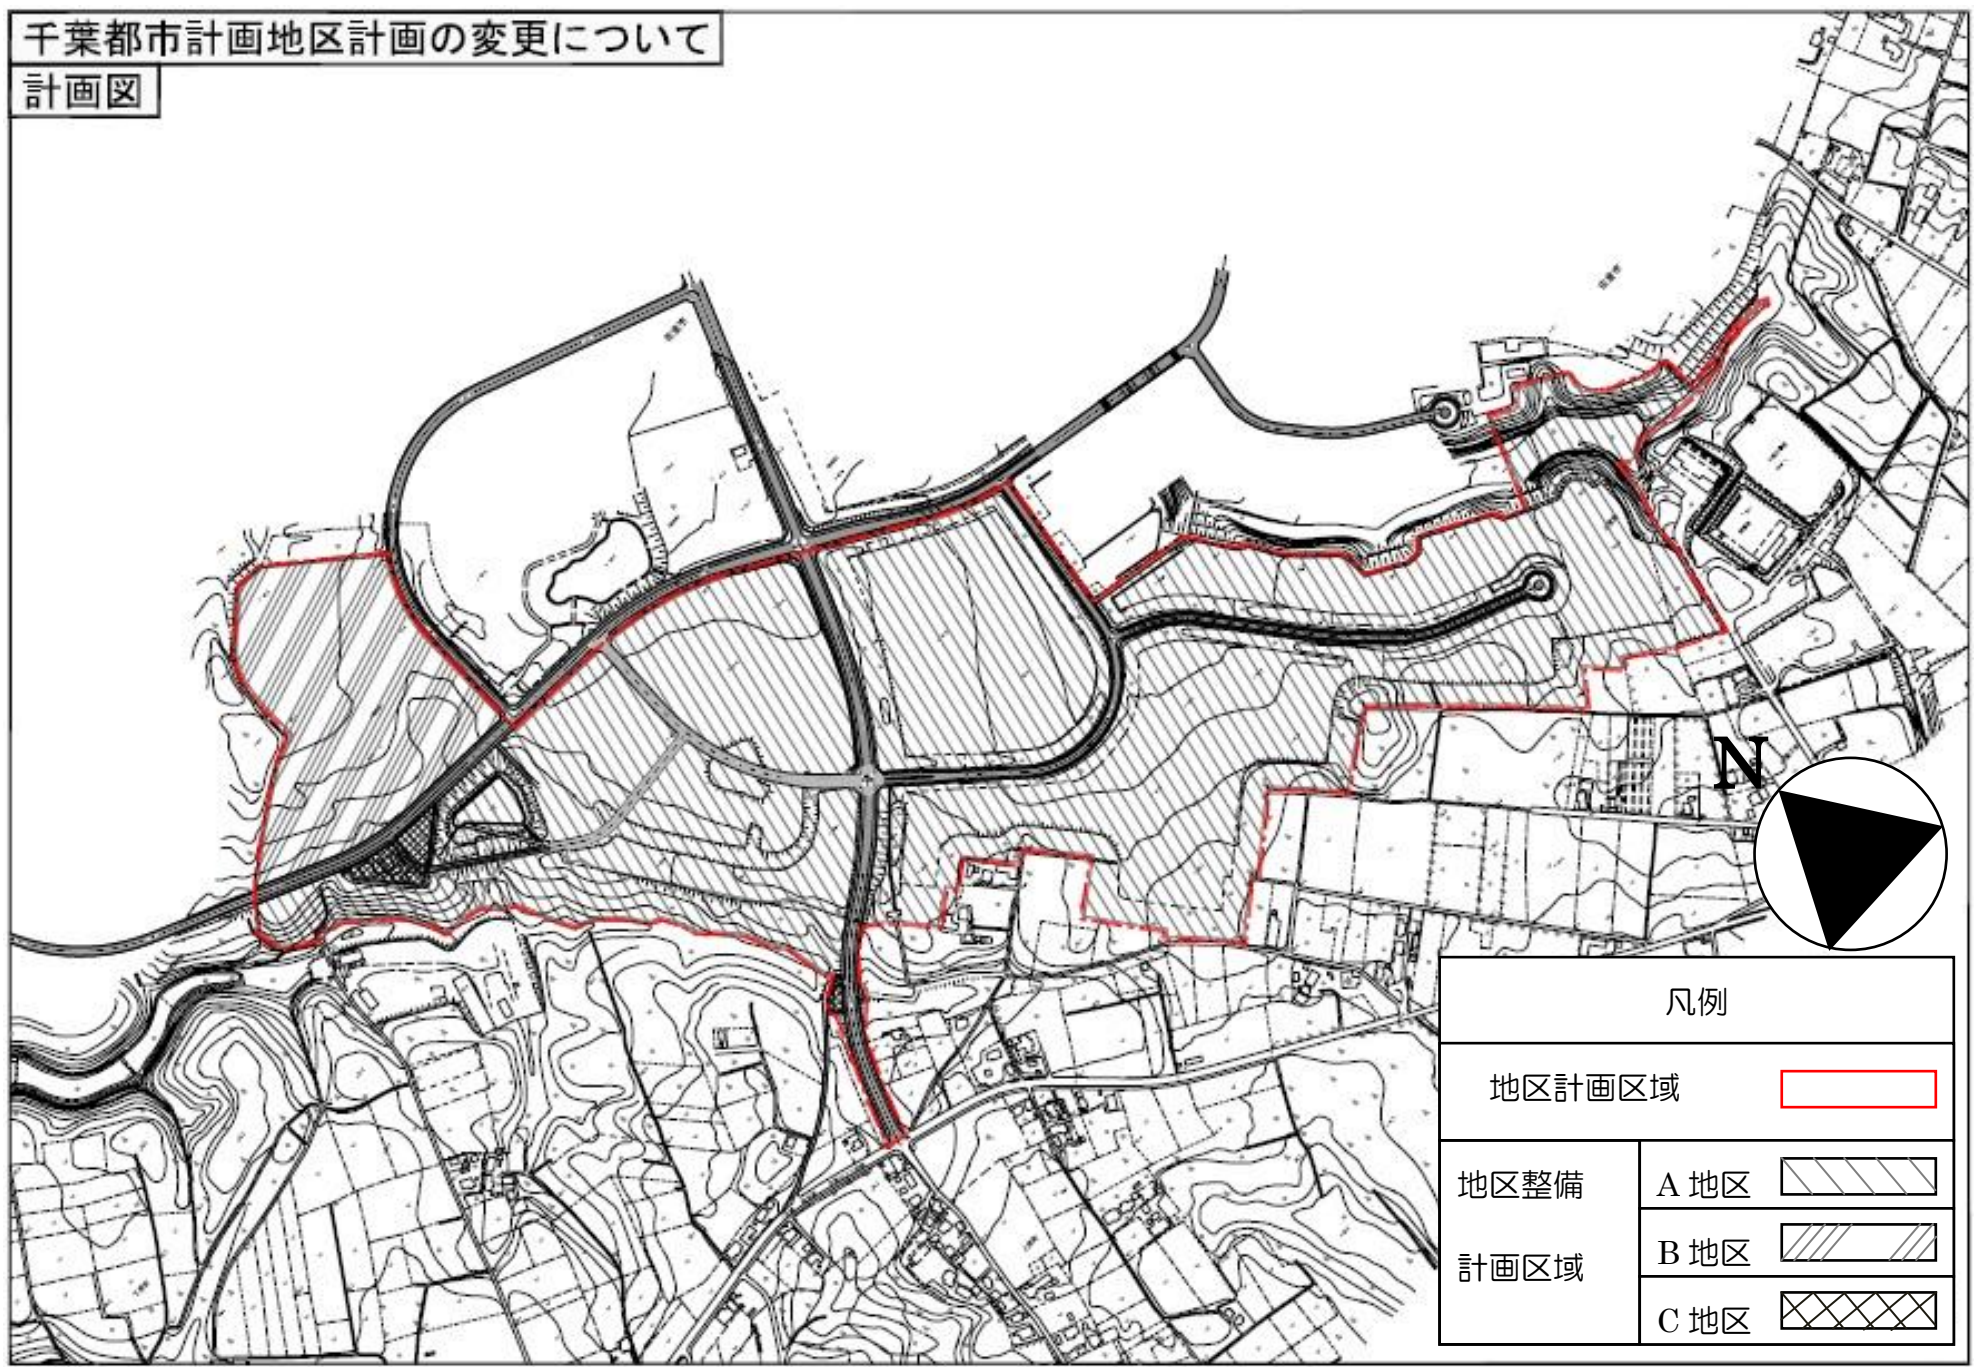 千葉都市計画地区計画の変更について
計画図
N
凡例
地区計画区域
地区整備
計画区域
A 地区
B 地区
C 地区